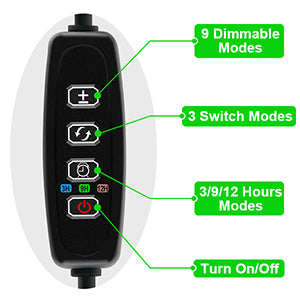 9 Dimmable
Modes
3 Switch Modes
3/9/12 Hours
Modes
3H 9H 12H
Turn On/Off